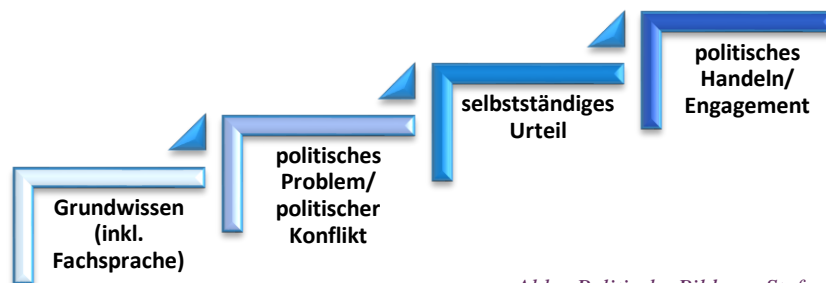 Grundwissen
(inkl.
Fachsprache)
politisches
Problem/
politischer
Konflikt
selbstständiges
Urteil
politisches
Handeln/
Engagement